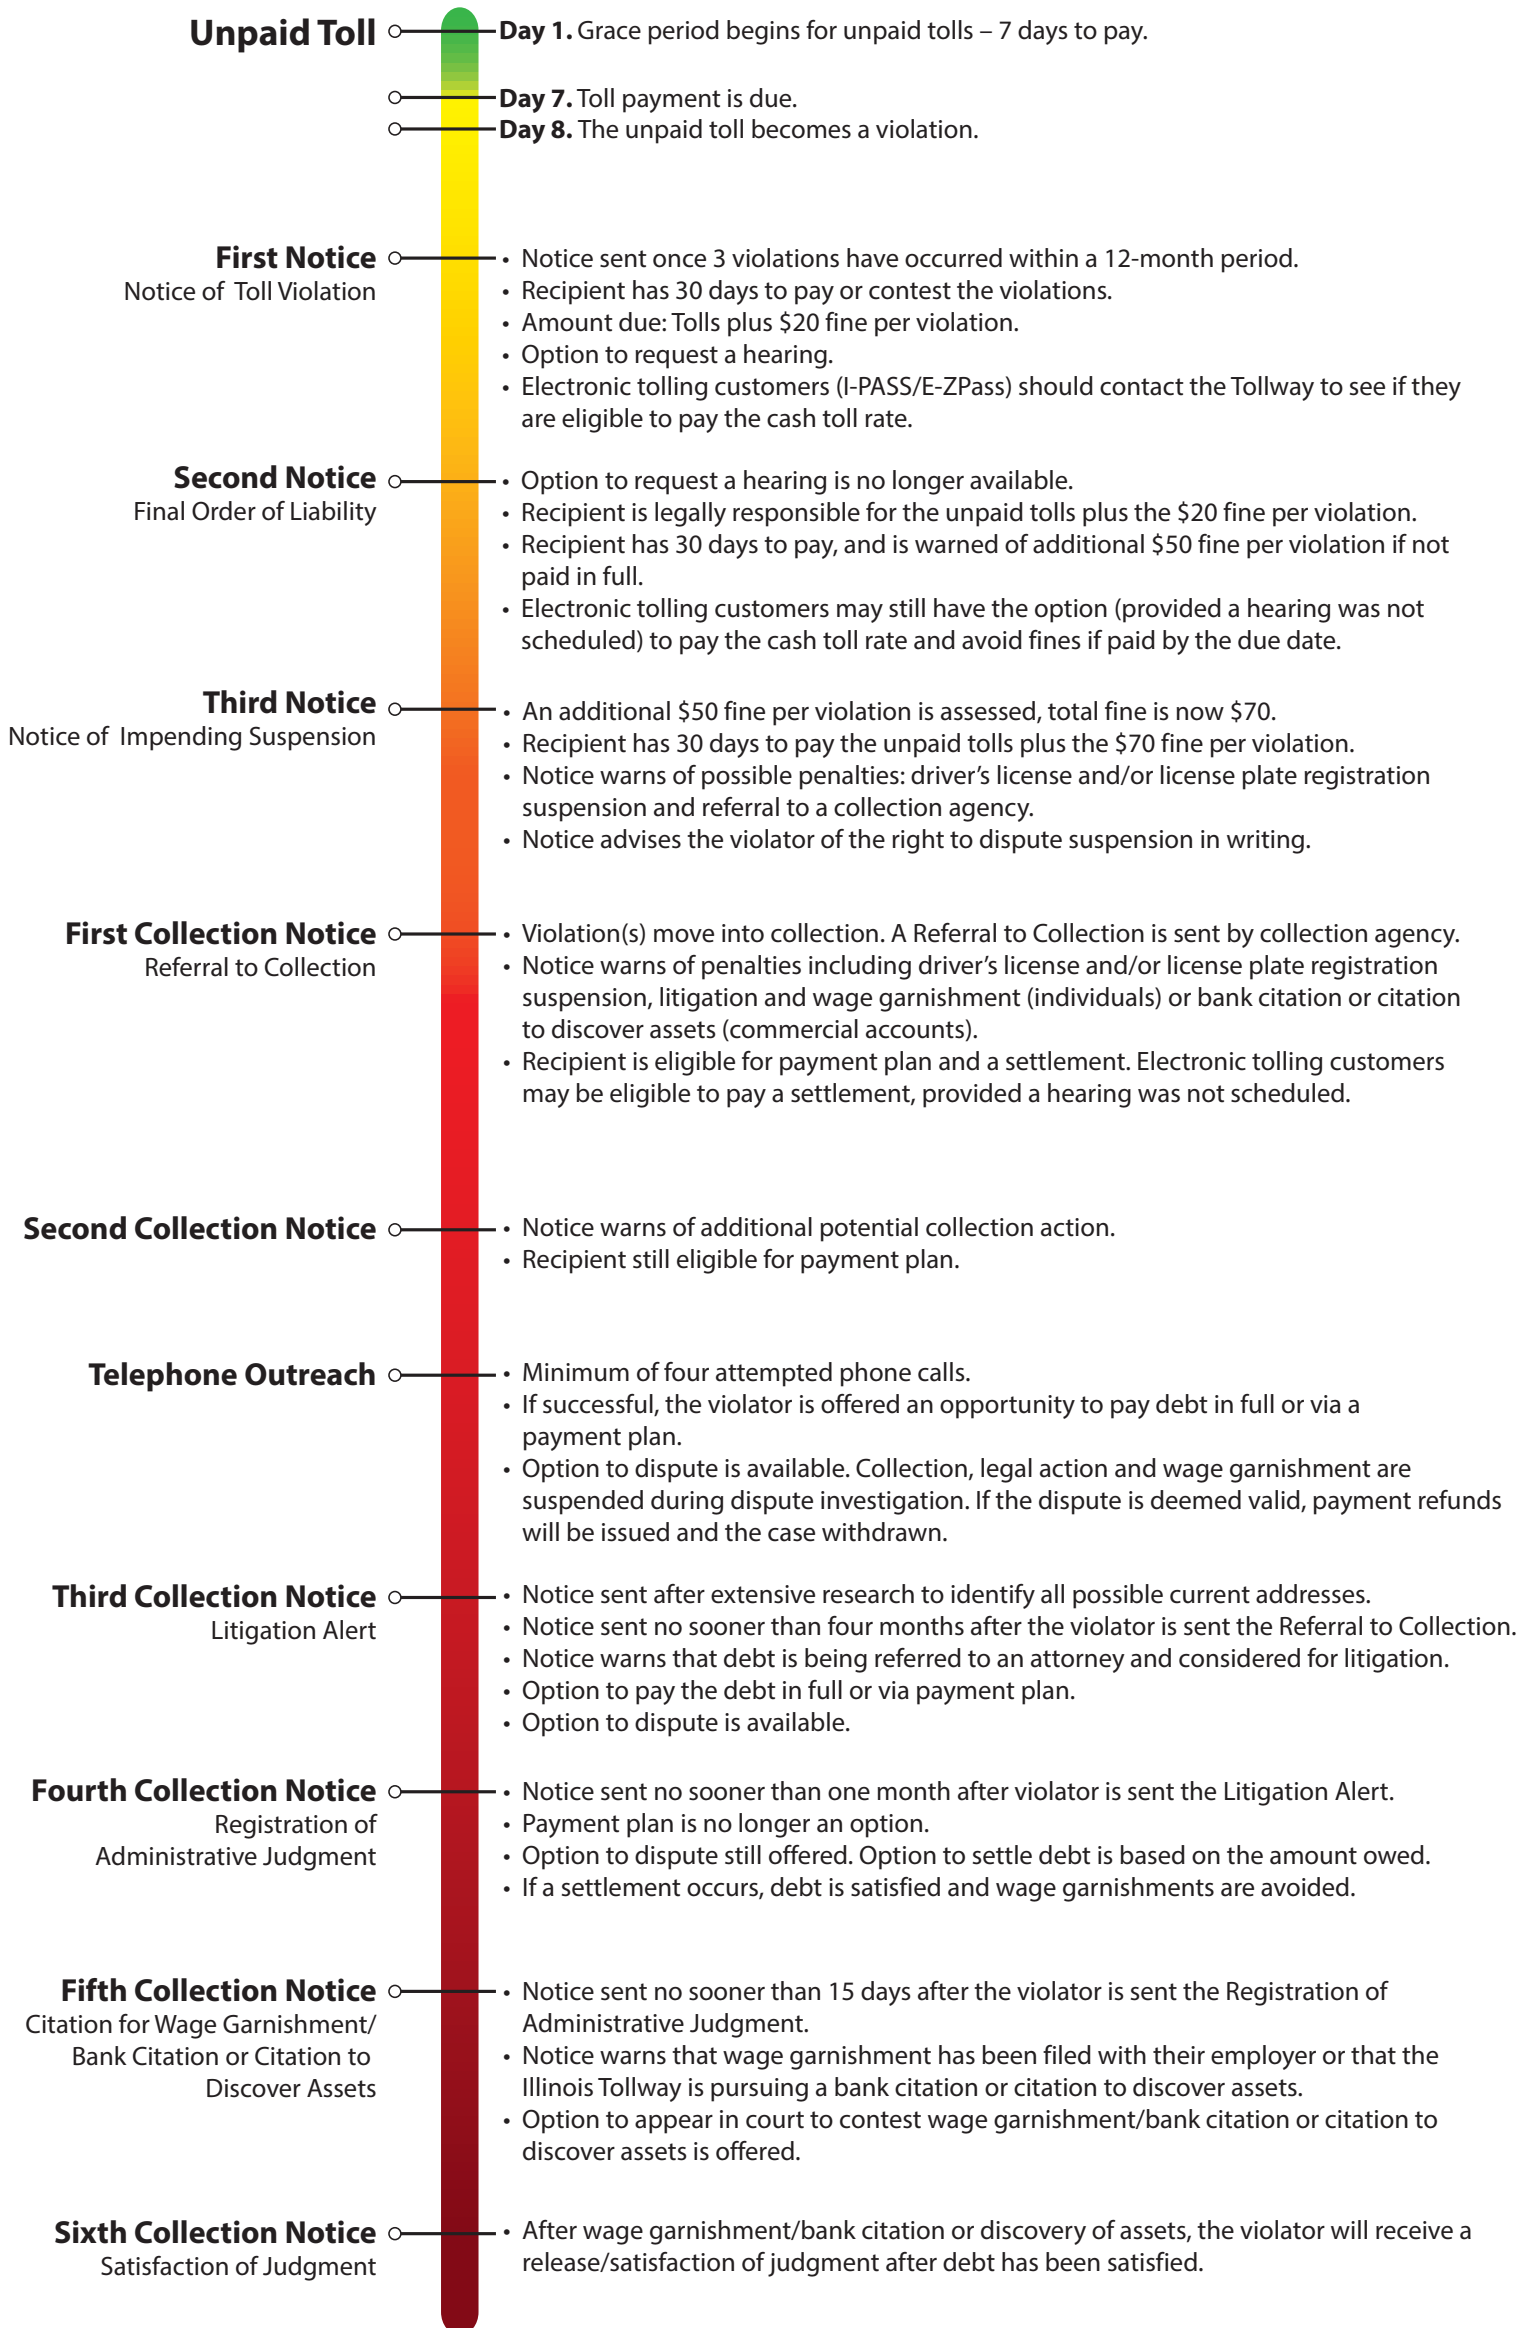 Unpaid Toll
Day 1. Grace period begins for unpaid tolls – 7 days to pay.
Day 7. Toll payment is due.
Day 8. The unpaid toll becomes a violation.
First Notice
Notice of Toll Violation
• Notice sent once 3 violations have occurred within a 12-month period.
• Recipient has 30 days to pay or contest the violations.
• Amount due: Tolls plus $20 fine per violation.
• Option to request a hearing.
• Electronic tolling customers (I-PASS/E-ZPass) should contact the Tollway to see if they
are eligible to pay the cash toll rate.
Second Notice
Final Order of Liability
• Option to request a hearing is no longer available.
• Recipient is legally responsible for the unpaid tolls plus the $20 fine per violation.
• Recipient has 30 days to pay, and is warned of additional $50 fine per violation if not
paid in full.
• Electronic tolling customers may still have the option (provided a hearing was not
scheduled) to pay the cash toll rate and avoid fines if paid by the due date.
Third Notice
Notice of Impending Suspension
• An additional $50 fine per violation is assessed, total fine is now $70.
• Recipient has 30 days to pay the unpaid tolls plus the $70 fine per violation.
• Notice warns of possible penalties: driver’s license and/or license plate registration
suspension and referral to a collection agency.
• Notice advises the violator of the right to dispute suspension in writing.
First Collection Notice
Referral to Collection
• Violation(s) move into collection. A Referral to Collection is sent by collection agency.
• Notice warns of penalties including driver’s license and/or license plate registration
suspension, litigation and wage garnishment (individuals) or bank citation or citation
to discover assets (commercial accounts).
• Recipient is eligible for payment plan and a settlement. Electronic tolling customers
may be eligible to pay a settlement, provided a hearing was not scheduled.
Second Collection Notice
• Notice warns of additional potential collection action.
• Recipient still eligible for payment plan.
Telephone Outreach
• Minimum of four attempted phone calls.
• If successful, the violator is offered an opportunity to pay debt in full or via a
payment plan.
• Option to dispute is available. Collection, legal action and wage garnishment are
suspended during dispute investigation. If the dispute is deemed valid, payment refunds
will be issued and the case withdrawn.
Third Collection Notice
Litigation Alert
• Notice sent after extensive research to identify all possible current addresses.
• Notice sent no sooner than four months after the violator is sent the Referral to Collection.
• Notice warns that debt is being referred to an attorney and considered for litigation.
• Option to pay the debt in full or via payment plan.
• Option to dispute is available.
Fourth Collection Notice
Registration of
Administrative Judgment
• Notice sent no sooner than one month after violator is sent the Litigation Alert.
• Payment plan is no longer an option.
• Option to dispute still offered. Option to settle debt is based on the amount owed.
• If a settlement occurs, debt is satisfied and wage garnishments are avoided.
Fifth Collection Notice
Citation for Wage Garnishment/
Bank Citation or Citation to
Discover Assets
• Notice sent no sooner than 15 days after the violator is sent the Registration of
Administrative Judgment.
• Notice warns that wage garnishment has been filed with their employer or that the
Illinois Tollway is pursuing a bank citation or citation to discover assets.
• Option to appear in court to contest wage garnishment/bank citation or citation to
discover assets is offered.
Sixth Collection Notice
Satisfaction of Judgment
• After wage garnishment/bank citation or discovery of assets, the violator will receive a
release/satisfaction of judgment after debt has been satisfied.